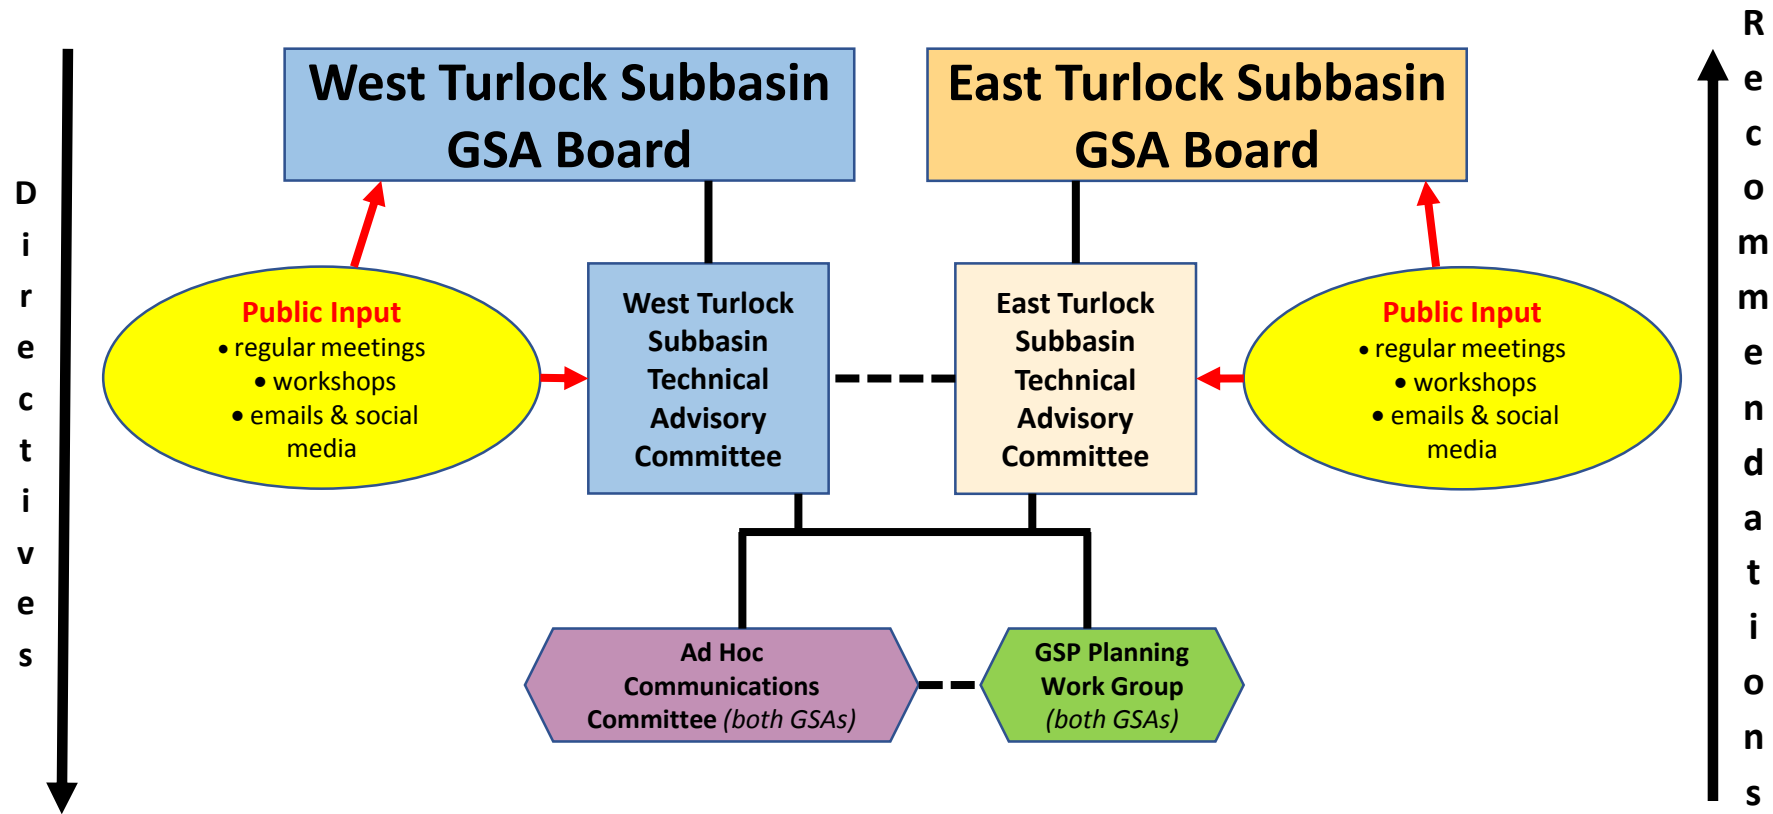 Directives
West Turlock Subbasin
GSA Board
East Turlock Subbasin
GSA Board
Recommendations
Public Input
• regular meetings
• workshops
• emails & social
media
West Turlock
Subbasin
Technical
Advisory
Committee
East Turlock
Subbasin
Technical
Advisory
Committee
Public Input
• regular meetings
• workshops
• emails & social
media
Ad Hoc
Communications
Committee (both GSAs)
GSP Planning
Work Group
(both GSAs)